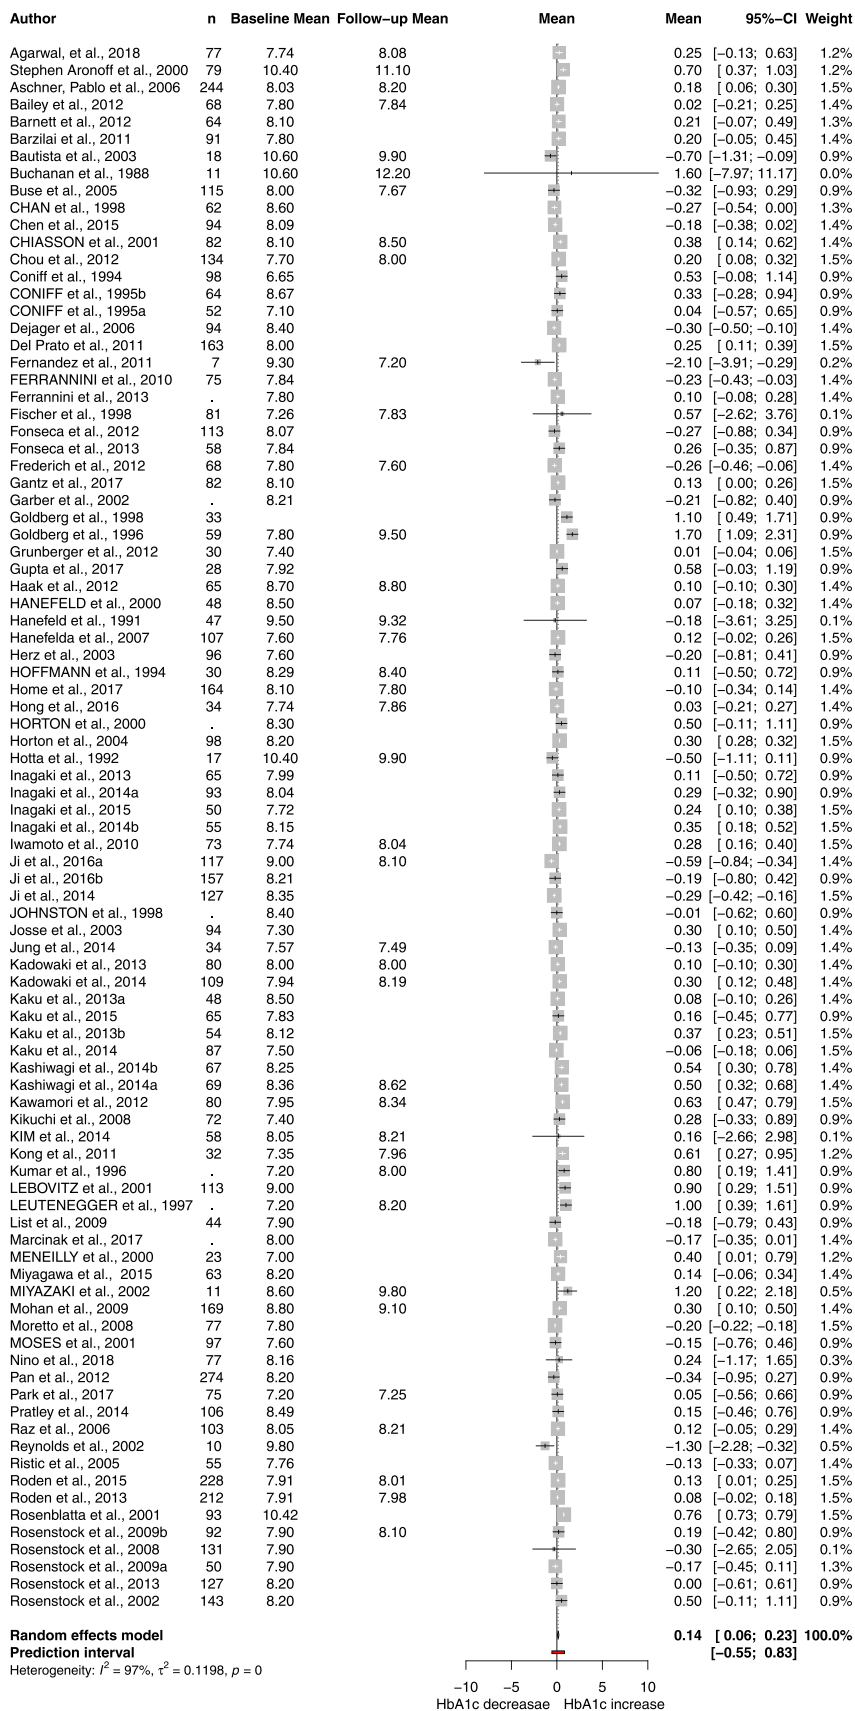 Author n Baseline Mean Follow-up Mean Mean Mean 95%−CI Weight
Agarwal, et al., 2018 77 7.74 8.08 0.25 [−0.13; 0.63] 1.2%
Stephen Aronoff et al., 2000 79 10.40 11.10 0.70 [ 0.37; 1.03] 1.2%
Aschner, Pablo et al., 2006 244 8.03 8.20 0.18 [ 0.06; 0.30] 1.5%
Bailey et al., 2012 68 7.80 7.84 0.02 [−0.21; 0.25] 1.4%
Barnett et al., 2012 64 8.10 0.21 [−0.07; 0.49] 1.3%
Barzilai et al., 2011 91 7.80 0.20 [−0.05; 0.45] 1.4%
Bautista et al., 2003 18 10.60 9.90 −0.70 [−1.31; −0.09] 0.9%
Buchanan et al., 1988 11 10.60 12.20 1.60 [−7.97; 11.17] 0.0%
Buse et al., 2005 115 8.00 7.67 −0.32 [−0.93; 0.29] 0.9%
CHAN et al., 1998 62 8.60 −0.27 [−0.54; 0.00] 1.3%
Chen et al., 2015 94 8.09 −0.18 [−0.38; 0.02] 1.4%
CHIASSON et al., 2001 82 8.10 8.50 0.38 [ 0.14; 0.62] 1.4%
Chou et al., 2012 134 7.70 8.00 0.20 [ 0.08; 0.32] 1.5%
Coniff et al., 1994 98 6.65 0.53 [−0.08; 1.14] 0.9%
CONIFF et al., 1995b 64 8.67 0.33 [−0.28; 0.94] 0.9%
CONIFF et al., 1995a 52 7.10 0.04 [−0.57; 0.65] 0.9%
Dejager et al., 2006 94 8.40 −0.30 [−0.50; −0.10] 1.4%
Del Prato et al., 2011 163 8.00 0.25 [ 0.11; 0.39] 1.5%
Fernandez et al., 2011 7 9.30 7.20 −2.10 [−3.91; −0.29] 0.2%
FERRANNINI et al., 2010 75 7.84 −0.23 [−0.43; −0.03] 1.4%
Ferrannini et al., 2013 . 7.80 0.10 [−0.08; 0.28] 1.4%
Fischer et al., 1998 81 7.26 7.83 0.57 [−2.62; 3.76] 0.1%
Fonseca et al., 2012 113 8.07 −0.27 [−0.88; 0.34] 0.9%
Fonseca et al., 2013 58 7.84 0.26 [−0.35; 0.87] 0.9%
Frederich et al., 2012 68 7.80 7.60 −0.26 [−0.46; −0.06] 1.4%
Gantz et al., 2017 82 8.10 0.13 [ 0.00; 0.26] 1.5%
Garber et al., 2002 . 8.21 −0.21 [−0.82; 0.40] 0.9%
Goldberg et al., 1998 33 1.10 [ 0.49; 1.71] 0.9%
Goldberg et al., 1996 59 7.80 9.50 1.70 [ 1.09; 2.31] 0.9%
Grunberger et al., 2012 30 7.40 0.01 [−0.04; 0.06] 1.5%
Gupta et al., 2017 28 7.92 0.58 [−0.03; 1.19] 0.9%
Haak et al., 2012 65 8.70 8.80 0.10 [−0.10; 0.30] 1.4%
HANEFELD et al., 2000 48 8.50 0.07 [−0.18; 0.32] 1.4%
Hanefeld et al., 1991 47 9.50 9.32 −0.18 [−3.61; 3.25] 0.1%
Hanefelda et al., 2007 107 7.60 7.76 0.12 [−0.02; 0.26] 1.5%
Herz et al., 2003 96 7.60 −0.20 [−0.81; 0.41] 0.9%
HOFFMANN et al., 1994 30 8.29 8.40 0.11 [−0.50; 0.72] 0.9%
Home et al., 2017 164 8.10 7.80 −0.10 [−0.34; 0.14] 1.4%
Hong et al., 2016 34 7.74 7.86 0.03 [−0.21; 0.27] 1.4%
HORTON et al., 2000 . 8.30 0.50 [−0.11; 1.11] 0.9%
Horton et al., 2004 98 8.20 0.30 [ 0.28; 0.32] 1.5%
Hotta et al., 1992 17 10.40 9.90 −0.50 [−1.11; 0.11] 0.9%
Inagaki et al., 2013 65 7.99 0.11 [−0.50; 0.72] 0.9%
Inagaki et al., 2014a 93 8.04 0.29 [−0.32; 0.90] 0.9%
Inagaki et al., 2015 50 7.72 0.24 [ 0.10; 0.38] 1.5%
Inagaki et al., 2014b 55 8.15 0.35 [ 0.18; 0.52] 1.5%
Iwamoto et al., 2010 73 7.74 8.04 0.28 [ 0.16; 0.40] 1.5%
Ji et al., 2016a 117 9.00 8.10 −0.59 [−0.84; −0.34] 1.4%
Ji et al., 2016b 157 8.21 −0.19 [−0.80; 0.42] 0.9%
Ji et al., 2014 127 8.35 −0.29 [−0.42; −0.16] 1.5%
JOHNSTON et al., 1998 . 8.40 −0.01 [−0.62; 0.60] 0.9%
Josse et al., 2003 94 7.30 0.30 [ 0.10; 0.50] 1.4%
Jung et al., 2014 34 7.57 7.49 −0.13 [−0.35; 0.09] 1.4%
Kadowaki et al., 2013 80 8.00 8.00 0.10 [−0.10; 0.30] 1.4%
Kadowaki et al., 2014 109 7.94 8.19 0.30 [ 0.12; 0.48] 1.4%
Kaku et al., 2013a 48 8.50 0.08 [−0.10; 0.26] 1.4%
Kaku et al., 2015 65 7.83 0.16 [−0.45; 0.77] 0.9%
Kaku et al., 2013b 54 8.12 0.37 [ 0.23; 0.51] 1.5%
Kaku et al., 2014 87 7.50 −0.06 [−0.18; 0.06] 1.5%
Kashiwagi et al., 2014b 67 8.25 0.54 [ 0.30; 0.78] 1.4%
Kashiwagi et al., 2014a 69 8.36 8.62 0.50 [ 0.32; 0.68] 1.4%
Kawamori et al., 2012 80 7.95 8.34 0.63 [ 0.47; 0.79] 1.5%
Kikuchi et al., 2008 72 7.40 0.28 [−0.33; 0.89] 0.9%
KIM et al., 2014 58 8.05 8.21 0.16 [−2.66; 2.98] 0.1%
Kong et al., 2011 32 7.35 7.96 0.61 [ 0.27; 0.95] 1.2%
Kumar et al., 1996 . 7.20 8.00 0.80 [ 0.19; 1.41] 0.9%
LEBOVITZ et al., 2001 113 9.00 0.90 [ 0.29; 1.51] 0.9%
LEUTENEGGER et al., 1997 . 7.20 8.20 1.00 [ 0.39; 1.61] 0.9%
List et al., 2009 44 7.90 −0.18 [−0.79; 0.43] 0.9%
Marcinak et al., 2017 . 8.00 −0.17 [−0.35; 0.01] 1.4%
MENEILLY et al., 2000 23 7.00 0.40 [ 0.01; 0.79] 1.2%
Miyagawa et al., 2015 63 8.20 0.14 [−0.06; 0.34] 1.4%
MIYAZAKI et al., 2002 11 8.60 9.80 1.20 [ 0.22; 2.18] 0.5%
Mohan et al., 2009 169 8.80 9.10 0.30 [ 0.10; 0.50] 1.4%
Moretto et al., 2008 77 7.80 −0.20 [−0.22; −0.18] 1.5%
MOSES et al., 2001 97 7.60 −0.15 [−0.76; 0.46] 0.9%
Nino et al., 2018 77 8.16 0.24 [−1.17; 1.65] 0.3%
Pan et al., 2012 274 8.20 −0.34 [−0.95; 0.27] 0.9%
Park et al., 2017 75 7.20 7.25 0.05 [−0.56; 0.66] 0.9%
Pratley et al., 2014 106 8.49 0.15 [−0.46; 0.76] 0.9%
Raz et al., 2006 103 8.05 8.21 0.12 [−0.05; 0.29] 1.4%
Reynolds et al., 2002 10 9.80 −1.30 [−2.28; −0.32] 0.5%
Ristic et al., 2005 55 7.76 −0.13 [−0.33; 0.07] 1.4%
Roden et al., 2015 228 7.91 8.01 0.13 [ 0.01; 0.25] 1.5%
Roden et al., 2013 212 7.91 7.98 0.08 [−0.02; 0.18] 1.5%
Rosenblatta et al., 2001 93 10.42 0.76 [ 0.73; 0.79] 1.5%
Rosenstock et al., 2009b 92 7.90 8.10 0.19 [−0.42; 0.80] 0.9%
Rosenstock et al., 2008 131 7.90 −0.30 [−2.65; 2.05] 0.1%
Rosenstock et al., 2009a 50 7.90 −0.17 [−0.45; 0.11] 1.3%
Rosenstock et al., 2013 127 8.20 0.00 [−0.61; 0.61] 0.9%
Rosenstock et al., 2002 143 8.20 0.50 [−0.11; 1.11] 0.9%
Random effects model 0.14 [ 0.06; 0.23] 100.0%
Prediction interval [−0.55; 0.83]
Heterogeneity: I² = 97%, τ² = 0.1198, p = 0
−10 −5 0 5 10
HbA1c decreasae HbA1c increase